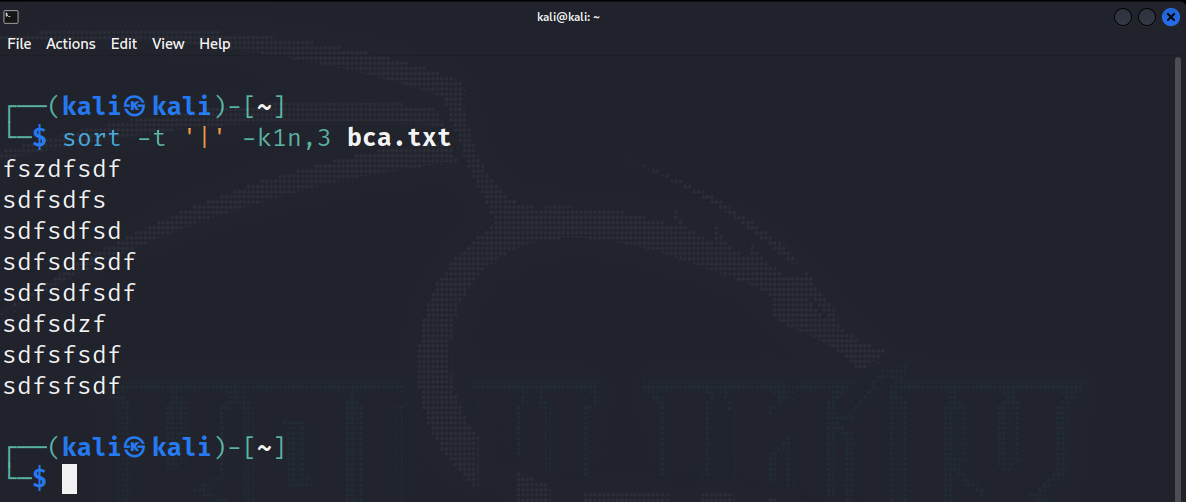 kali@kali: ~
File Actions Edit View Help
┌──(kali㉿kali)-[~]
└─$ sort -t '|' -k1n,3 bca.txt
fszdfsdf
sdfsdfs
sdfsdfsd
sdfsdfsdf
sdfsdfsdf
sdfsdzf
sdfsfsdf
sdfsfsdf
┌──(kali㉿kali)-[~]
└─$